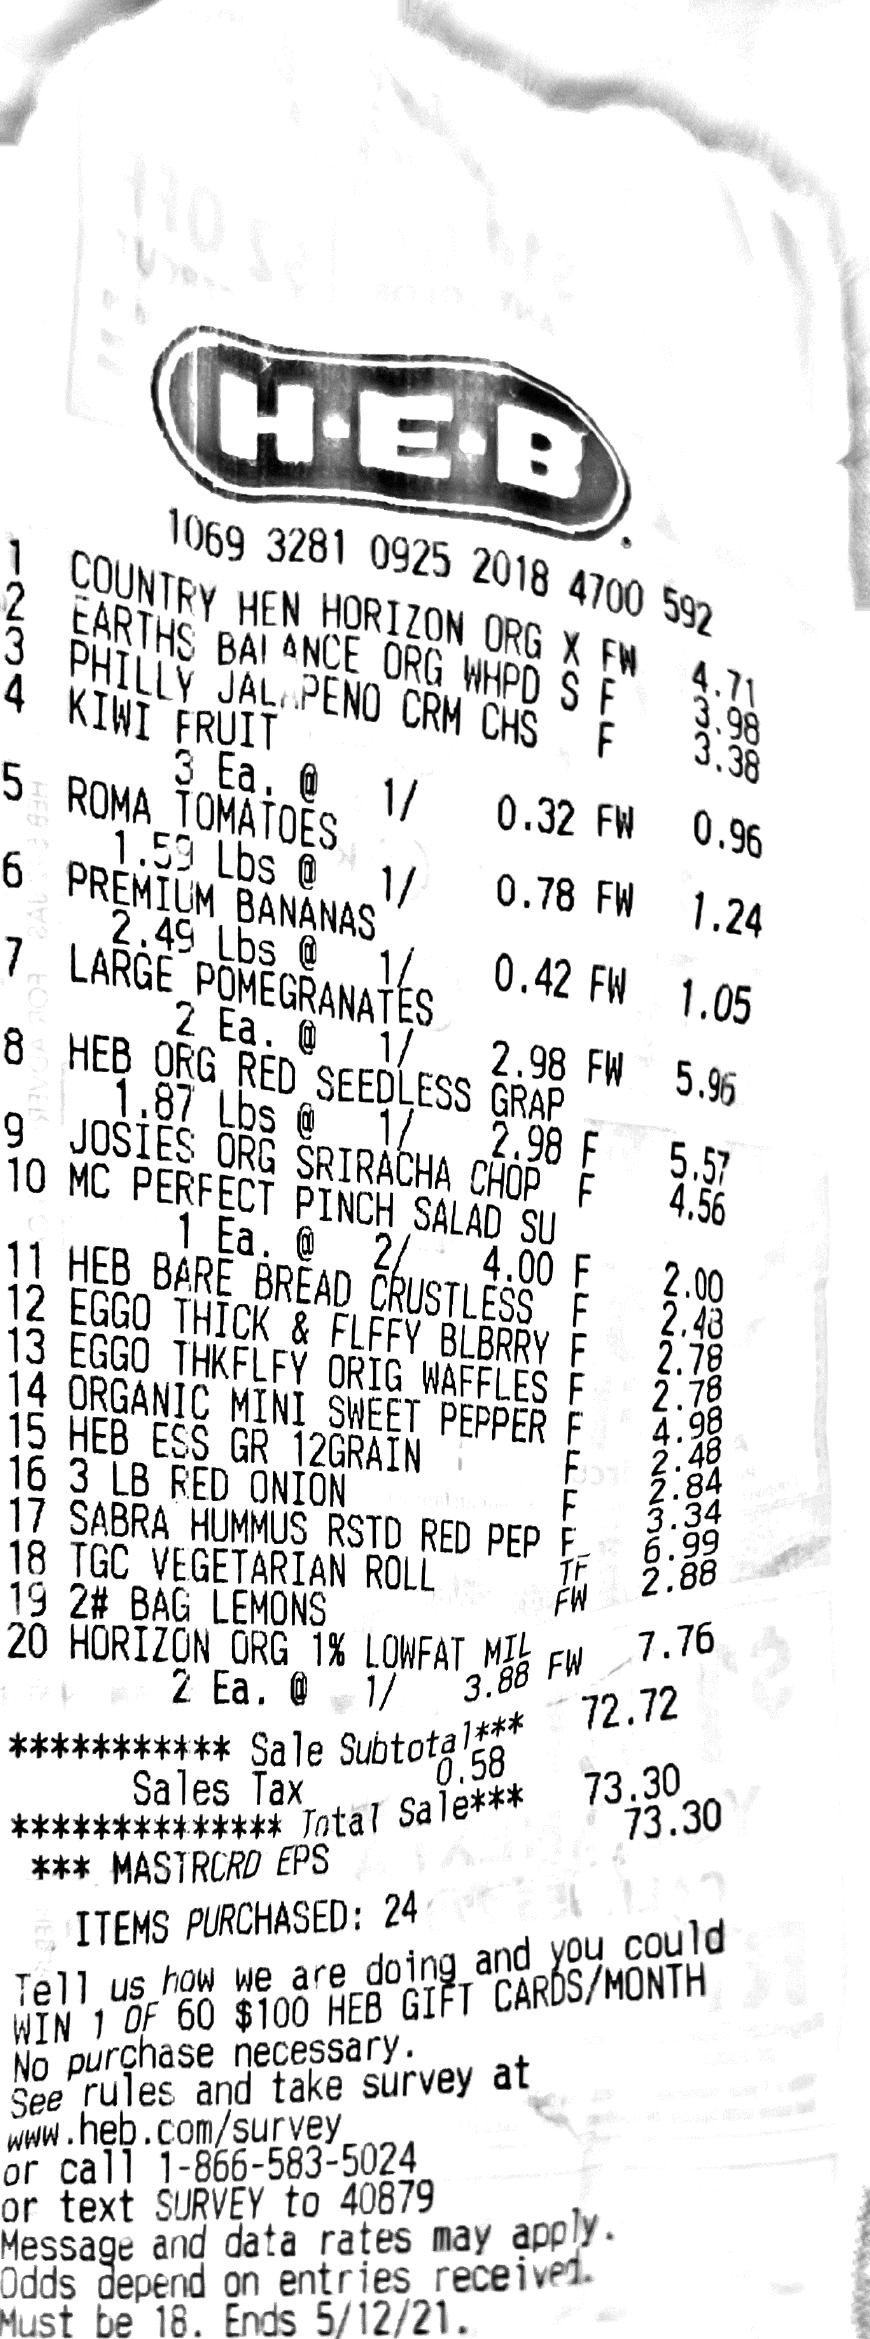 H·E·B
1069 3281 0925 2018 4700 592
1 COUNTRY HEN HORIZON ORG X FW 4.71
2 EARTHS BALANCE ORG WHPD S F 3.98
3 PHILLY JALAPENO CRM CHS F 3.38
4 KIWI FRUIT
3 Ea. @ 1/ 0.32 FW 0.96
5 ROMA TOMATOES
1.59 Lbs @ 1/ 0.78 FW 1.24
6 PREMIUM BANANAS
2.49 Lbs @ 1/ 0.42 FW 1.05
7 LARGE POMEGRANATES
2 Ea. @ 1/ 2.98 FW 5.96
8 HEB ORG RED SEEDLESS GRAP
1.87 Lbs @ 1/ 2.98 F 5.57
9 JOSIES ORG SRIRACHA CHOP F 4.56
10 MC PERFECT PINCH SALAD SU
1 Ea. @ 2/ 4.00 F 2.00
11 HEB BARE BREAD CRUSTLESS F 2.48
12 EGGO THICK & FLFFY BLBRRY F 2.78
13 EGGO THKFLFY ORIG WAFFLES F 2.78
14 ORGANIC MINI SWEET PEPPER F 4.98
15 HEB ESS GR 12GRAIN F 2.48
16 3 LB RED ONION F 2.84
17 SABRA HUMMUS RSTD RED PEP F 3.34
18 TGC VEGETARIAN ROLL TF 6.99
19 2# BAG LEMONS FW 2.88
20 HORIZON ORG 1% LOWFAT MIL
2 Ea. @ 1/ 3.88 FW 7.76
*********** Sale Subtotal*** 72.72
Sales Tax 0.58
************** Total Sale*** 73.30
*** MASTRCRD EPS 73.30
ITEMS PURCHASED: 24
Tell us how we are doing and you could
WIN 1 OF 60 $100 HEB GIFT CARDS/MONTH
No purchase necessary.
See rules and take survey at
www.heb.com/survey
or call 1-866-583-5024
or text SURVEY to 40879
Message and data rates may apply.
Odds depend on entries received.
Must be 18. Ends 5/12/21.